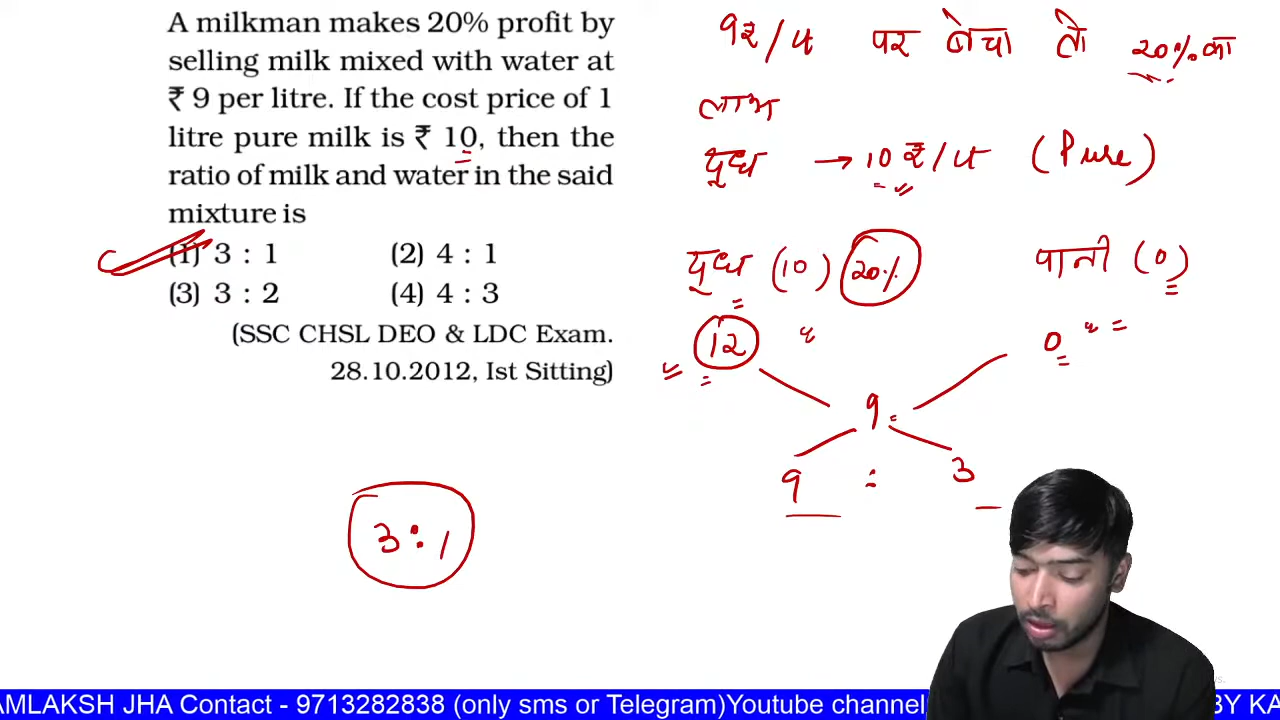 A milkman makes 20% profit by
selling milk mixed with water at
₹ 9 per litre. If the cost price of 1
litre pure milk is ₹ 10, then the
ratio of milk and water in the said
mixture is
(1) 3 : 1 (2) 4 : 1
(3) 3 : 2 (4) 4 : 3
(SSC CHSL DEO & LDC Exam.
28.10.2012, Ist Sitting)
3:1
9₹/ पर बेचा तो 20% का
लाभ
दूध → 10 ₹/ (Pure)
दूध (10) 20% पानी (0)
12 0
9
9 : 3
AMLAKSH JHA Contact - 9713282838 (only sms or Telegram)Youtube channel BY KA